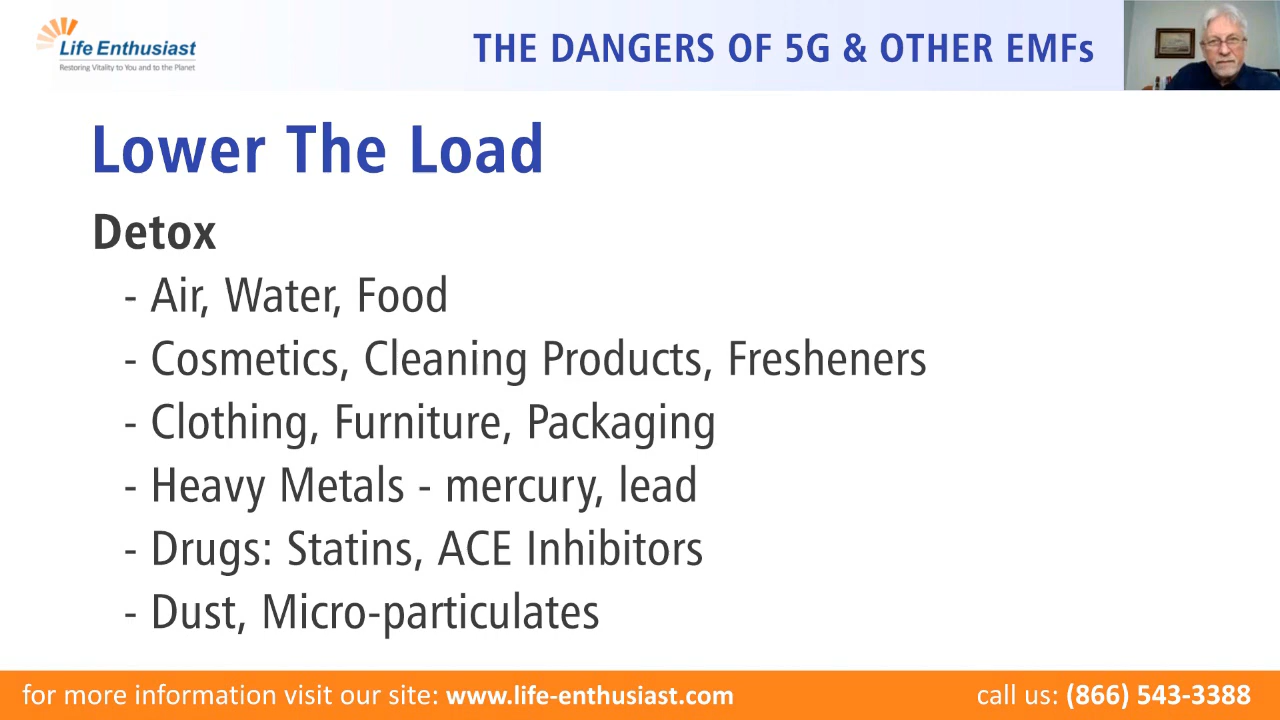 Life Enthusiast
Restoring Vitality to You and to the Planet
THE DANGERS OF 5G & OTHER EMFs
Lower The Load
Detox
- Air, Water, Food
- Cosmetics, Cleaning Products, Fresheners
- Clothing, Furniture, Packaging
- Heavy Metals - mercury, lead
- Drugs: Statins, ACE Inhibitors
- Dust, Micro-particulates
for more information visit our site: www.life-enthusiast.com
call us: (866) 543-3388